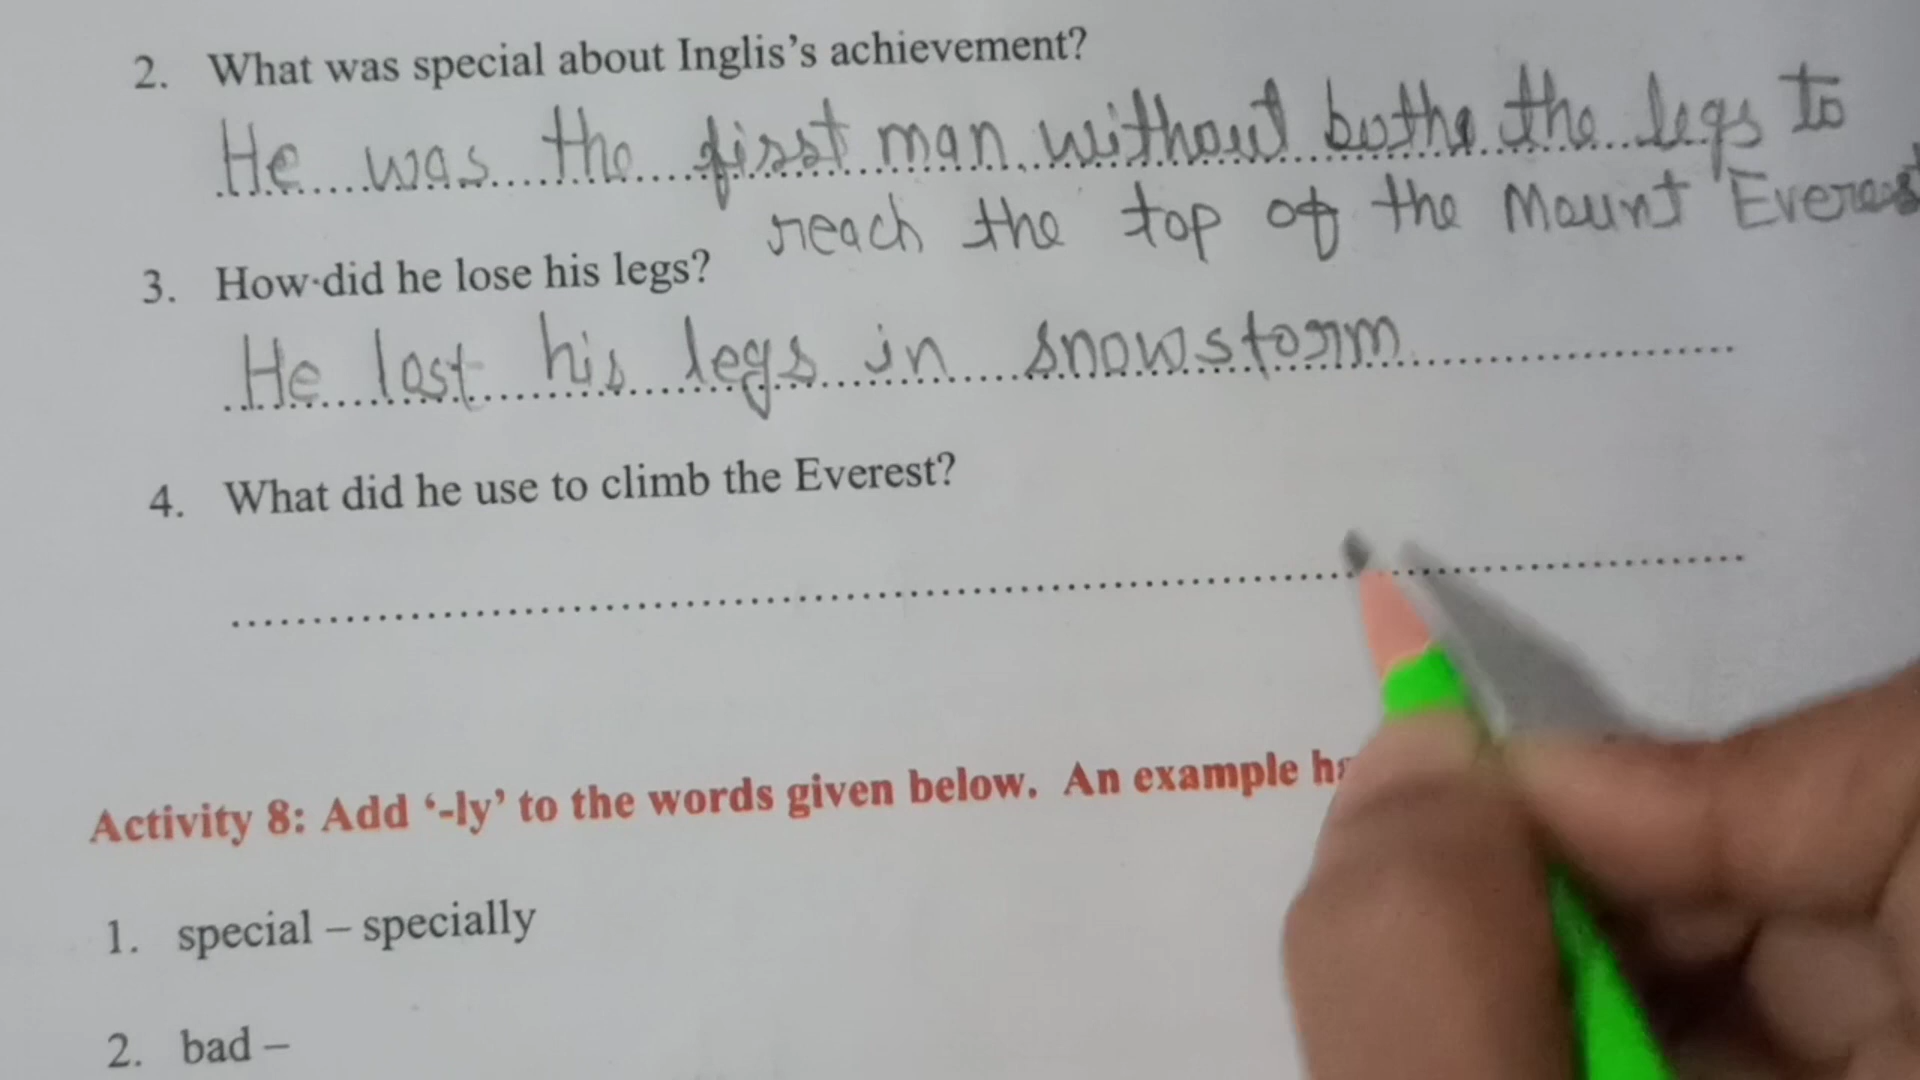 2. What was special about Inglis's achievement?
He was the first man without bothe the legs to
reach the top of the Mount Everest
3. How did he lose his legs?
He lost his legs in snowstorm
4. What did he use to climb the Everest?
Activity 8: Add ‘-ly’ to the words given below. An example
1. special – specially
2. bad –